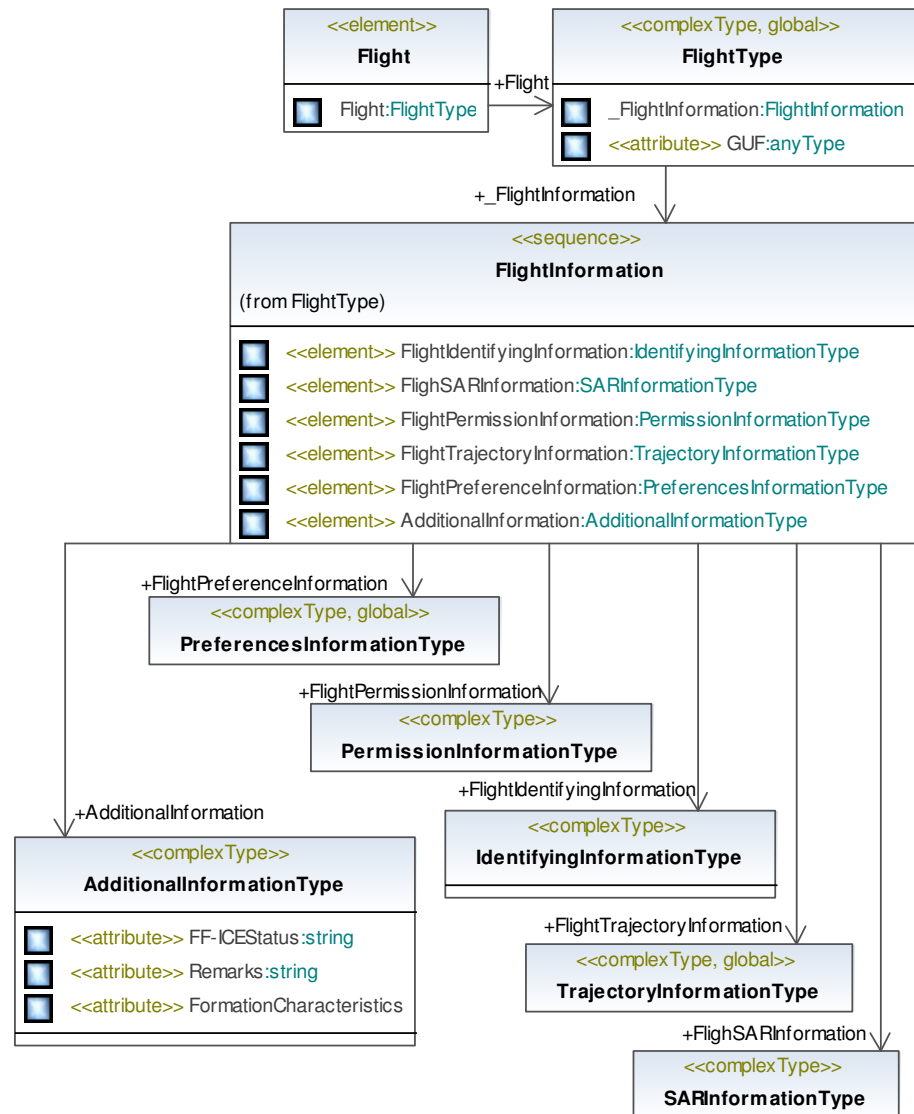 <<element>>
Flight
Flight:FlightType
+Flight
<<complexType, global>>
FlightType
_FlightInformation:FlightInformation
<<attribute>> GUF:anyType
+_FlightInformation
<<sequence>>
FlightInformation
(from FlightType)
<<element>> FlightIdentifyingInformation:IdentifyingInformationType
<<element>> FlighSARInformation:SARInformationType
<<element>> FlightPermissionInformation:PermissionInformationType
<<element>> FlightTrajectoryInformation:TrajectoryInformationType
<<element>> FlightPreferenceInformation:PreferencesInformationType
<<element>> AdditionalInformation:AdditionalInformationType
+FlightPreferenceInformation
<<complexType, global>>
PreferencesInformationType
+FlightPermissionInformation
<<complexType>>
PermissionInformationType
+FlightIdentifyingInformation
<<complexType>>
IdentifyingInformationType
+AdditionalInformation
<<complexType>>
AdditionalInformationType
<<attribute>> FF-ICEStatus:string
<<attribute>> Remarks:string
<<attribute>> FormationCharacteristics
+FlightTrajectoryInformation
<<complexType, global>>
TrajectoryInformationType
+FlighSARInformation
<<complexType>>
SARInformationType